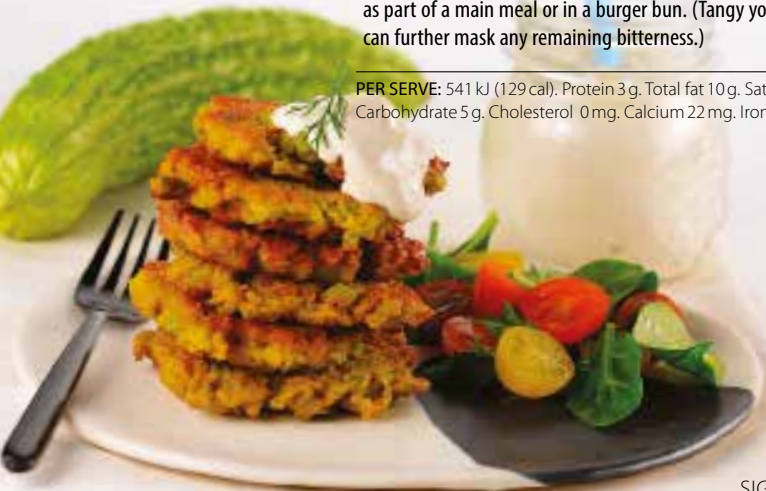 as part of a main meal or in a burger bun. (Tangy yo
can further mask any remaining bitterness.)
PER SERVE: 541 kJ (129 cal). Protein 3 g. Total fat 10 g. Sat
Carbohydrate 5 g. Cholesterol 0 mg. Calcium 22 mg. Iron
SIG